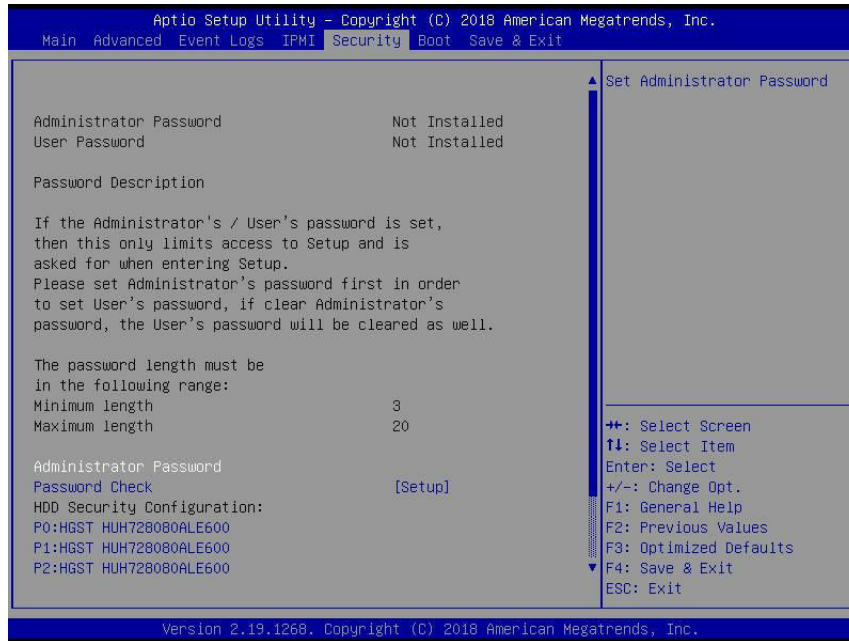 Aptio Setup Utility – Copyright (C) 2018 American Megatrends, Inc.
Main Advanced Event Logs IPMI Security Boot Save & Exit
Set Administrator Password
Administrator Password Not Installed
User Password Not Installed
Password Description
If the Administrator's / User's password is set,
then this only limits access to Setup and is
asked for when entering Setup.
Please set Administrator's password first in order
to set User's password, if clear Administrator's
password, the User's password will be cleared as well.
The password length must be
in the following range:
Minimum length 3
Maximum length 20
Administrator Password
Password Check [Setup]
HDD Security Configuration:
P0:HGST HUH728080ALE600
P1:HGST HUH728080ALE600
P2:HGST HUH728080ALE600
→←: Select Screen
↑↓: Select Item
Enter: Select
+/-: Change Opt.
F1: General Help
F2: Previous Values
F3: Optimized Defaults
F4: Save & Exit
ESC: Exit
Version 2.19.1268. Copyright (C) 2018 American Megatrends, Inc.